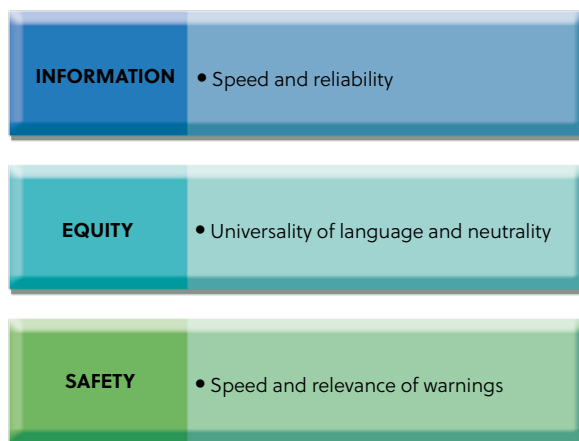 INFORMATION
• Speed and reliability
EQUITY
• Universality of language and neutrality
SAFETY
• Speed and relevance of warnings